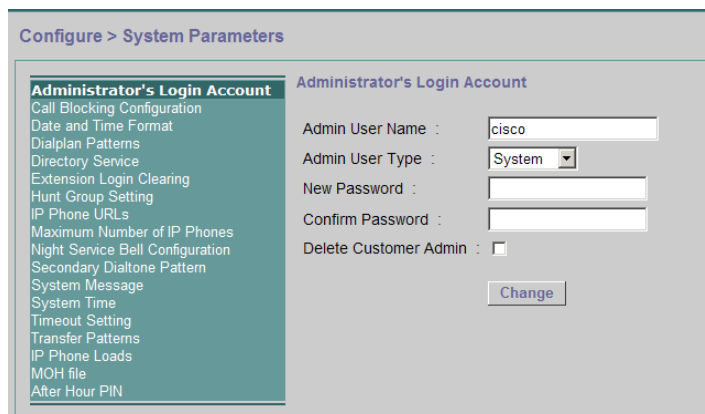 Configure > System Parameters
Administrator's Login Account
Call Blocking Configuration
Date and Time Format
Dialplan Patterns
Directory Service
Extension Login Clearing
Hunt Group Setting
IP Phone URLs
Maximum Number of IP Phones
Night Service Bell Configuration
Secondary Dialtone Pattern
System Message
System Time
Timeout Setting
Transfer Patterns
IP Phone Loads
MOH file
After Hour PIN
Administrator's Login Account
Admin User Name : cisco
Admin User Type : System
New Password :
Confirm Password :
Delete Customer Admin :
Change